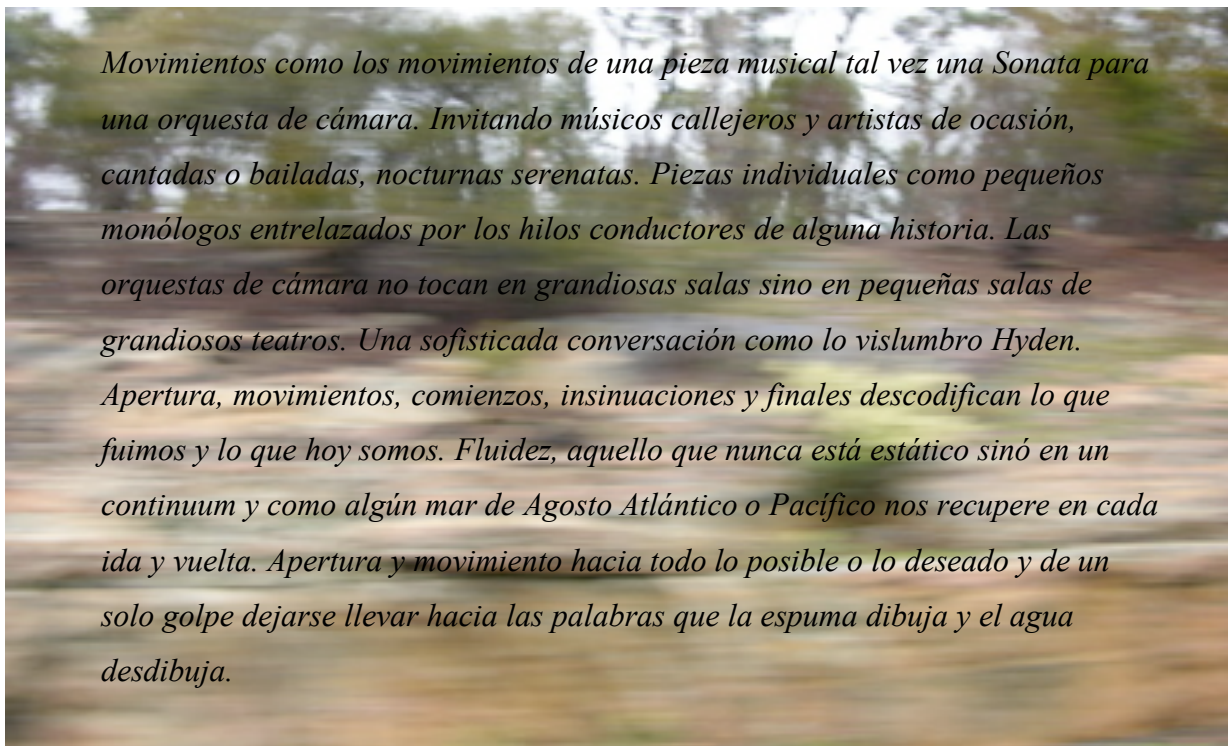 Movimientos como los movimientos de una pieza musical tal vez una Sonata para
una orquesta de cámara. Invitando músicos callejeros y artistas de ocasión,
cantadas o bailadas, nocturnas serenatas. Piezas individuales como pequeños
monólogos entrelazados por los hilos conductores de alguna historia. Las
orquestas de cámara no tocan en grandiosas salas sino en pequeñas salas de
grandiosos teatros. Una sofisticada conversación como lo vislumbro Hyden.
Apertura, movimientos, comienzos, insinuaciones y finales descodifican lo que
fuimos y lo que hoy somos. Fluidez, aquello que nunca está estático sinó en un
continuum y como algún mar de Agosto Atlántico o Pacífico nos recupere en cada
ida y vuelta. Apertura y movimiento hacia todo lo posible o lo deseado y de un
solo golpe dejarse llevar hacia las palabras que la espuma dibuja y el agua
desdibuja.